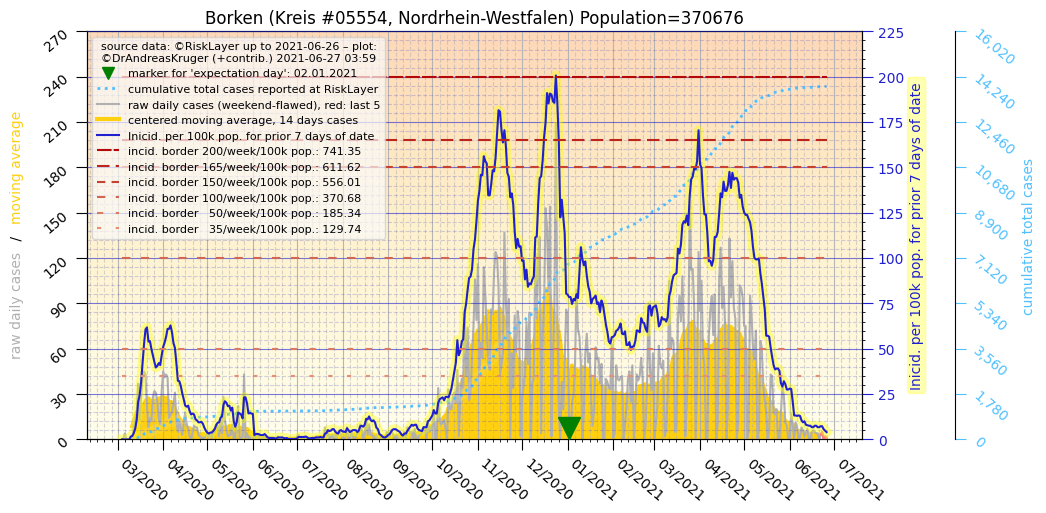 Borken (Kreis #05554, Nordrhein-Westfalen) Population=370676
source data: ©RiskLayer up to 2021-06-26 – plot:
©DrAndreasKruger (+contrib.) 2021-06-27 03:59
marker for 'expectation day': 02.01.2021
cumulative total cases reported at RiskLayer
raw daily cases (weekend-flawed), red: last 5
centered moving average, 14 days cases
Inicid. per 100k pop. for prior 7 days of date
incid. border 200/week/100k pop.: 741.35
incid. border 165/week/100k pop.: 611.62
incid. border 150/week/100k pop.: 556.01
incid. border 100/week/100k pop.: 370.68
incid. border   50/week/100k pop.: 185.34
incid. border   35/week/100k pop.: 129.74
raw daily cases   /   moving average
270
240
210
180
150
120
90
60
30
0
03/2020
04/2020
05/2020
06/2020
07/2020
08/2020
09/2020
10/2020
11/2020
12/2020
01/2021
02/2021
03/2021
04/2021
05/2021
06/2021
07/2021
225
200
175
150
125
100
75
50
25
0
Inicid. per 100k pop. for prior 7 days of date
16,020
14,240
12,460
10,680
8,900
7,120
5,340
3,560
1,780
0
cumulative total cases